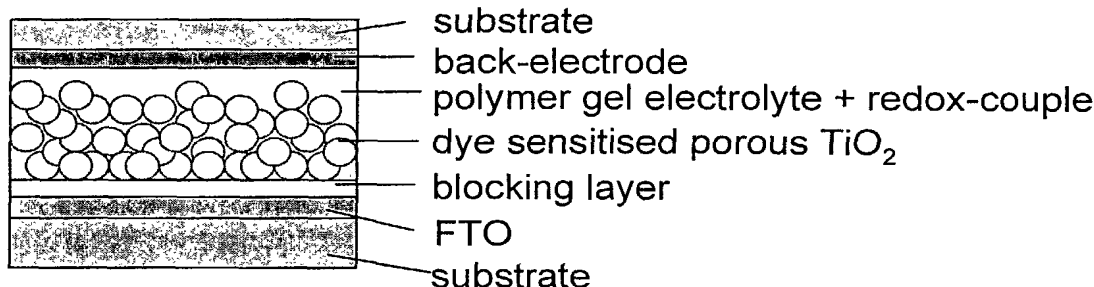 substrate
back-electrode
polymer gel electrolyte + redox-couple
dye sensitised porous TiO₂
blocking layer
FTO
substrate